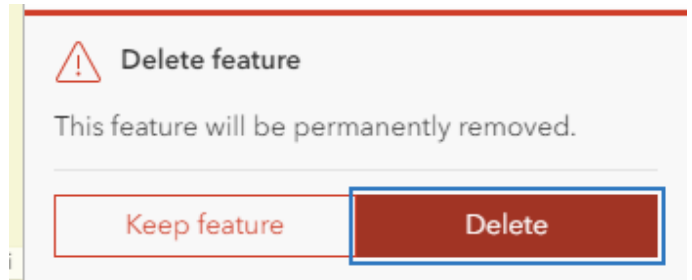 Delete feature
This feature will be permanently removed.
Keep feature
Delete